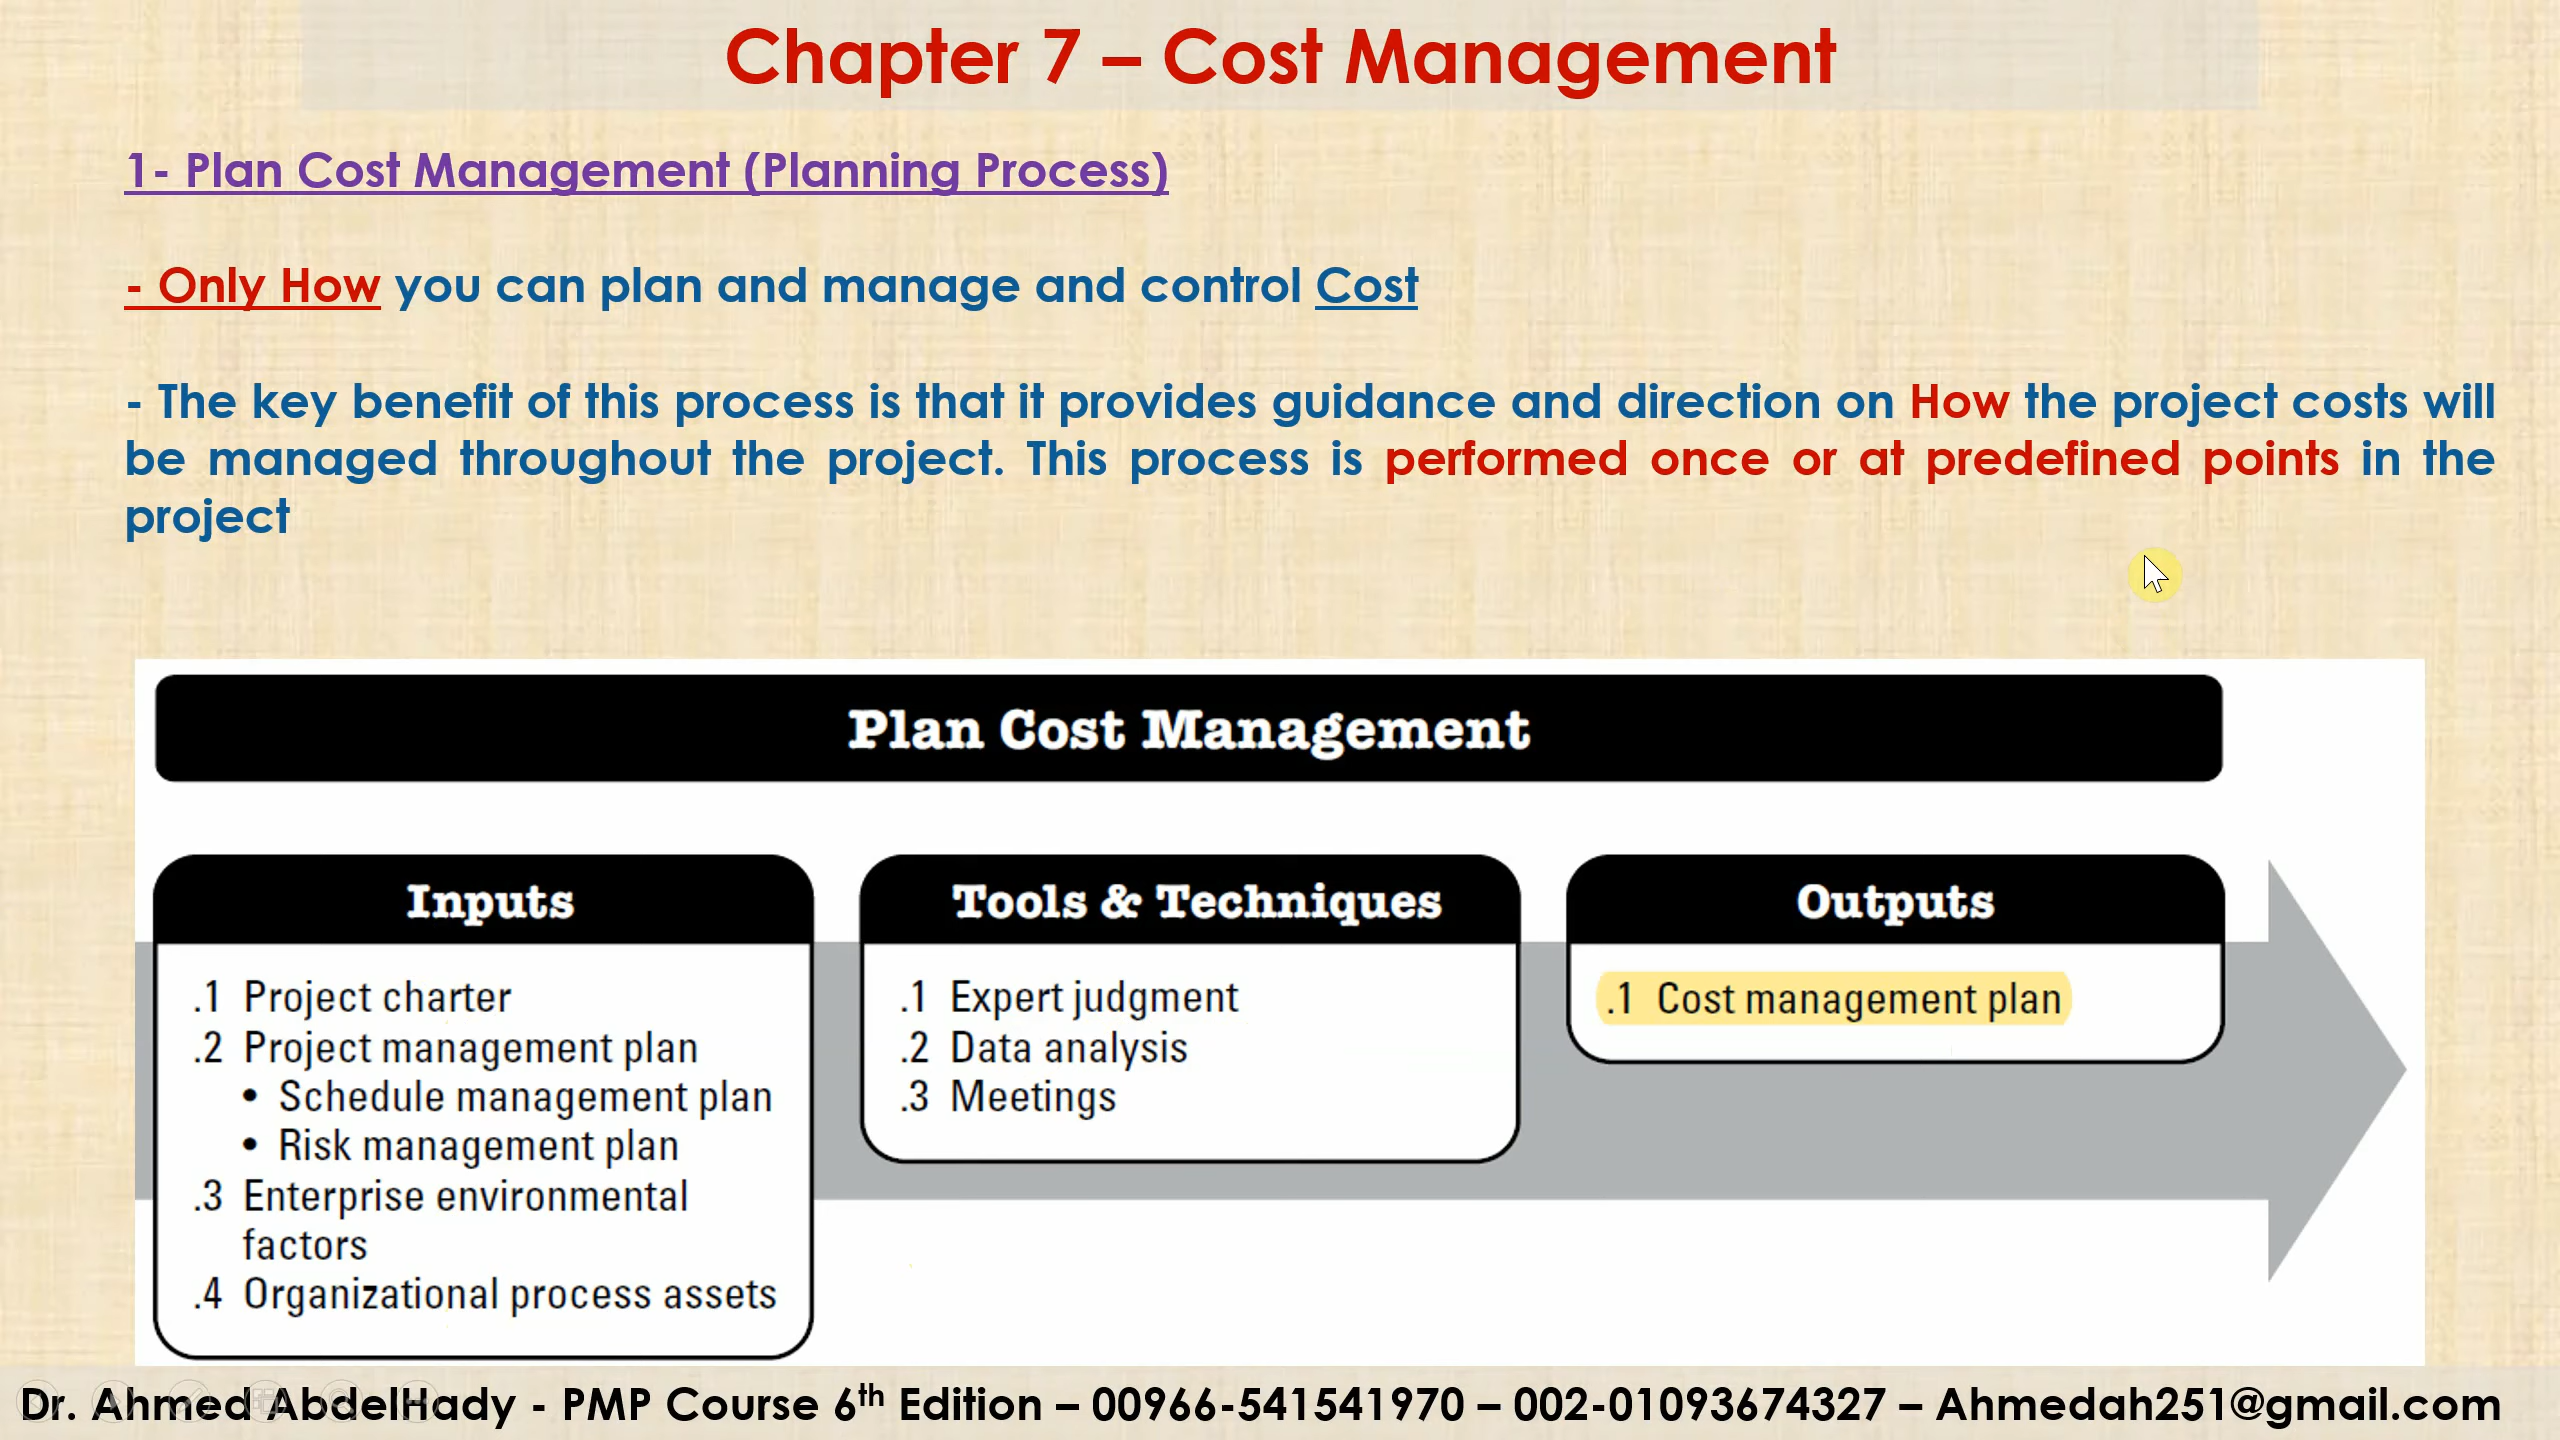 Chapter 7 – Cost Management
1- Plan Cost Management (Planning Process)
- Only How you can plan and manage and control Cost
- The key benefit of this process is that it provides guidance and direction on How the project costs will
be managed throughout the project. This process is performed once or at predefined points in the
project
Plan Cost Management
Inputs
.1 Project charter
.2 Project management plan
• Schedule management plan
• Risk management plan
.3 Enterprise environmental
factors
.4 Organizational process assets
Tools & Techniques
.1 Expert judgment
.2 Data analysis
.3 Meetings
Outputs
.1 Cost management plan
Dr. Ahmed AbdelHady - PMP Course 6th Edition – 00966-541541970 – 002-01093674327 – Ahmedah251@gmail.com